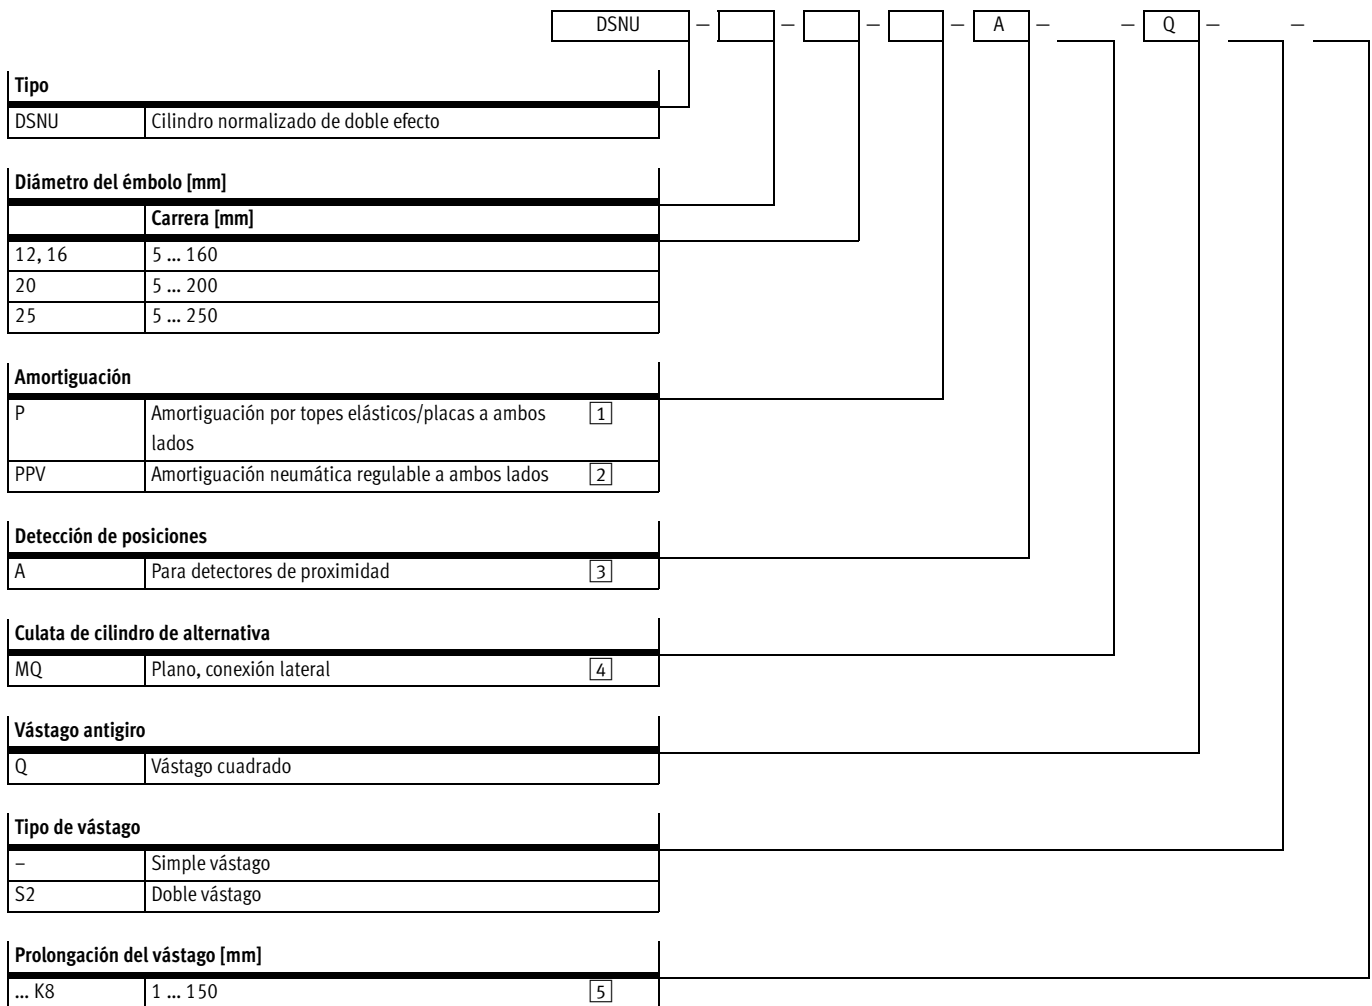 DSNU – – – – A – – Q – –
Tipo
DSNU Cilindro normalizado de doble efecto
Diámetro del émbolo [mm]
Carrera [mm]
12, 16 5 ... 160
20 5 ... 200
25 5 ... 250
Amortiguación
P Amortiguación por topes elásticos/placas a ambos 1
lados
PPV Amortiguación neumática regulable a ambos lados 2
Detección de posiciones
A Para detectores de proximidad 3
Culata de cilindro de alternativa
MQ Plano, conexión lateral 4
Vástago antigiro
Q Vástago cuadrado
Tipo de vástago
– Simple vástago
S2 Doble vástago
Prolongación del vástago [mm]
... K8 1 ... 150 5